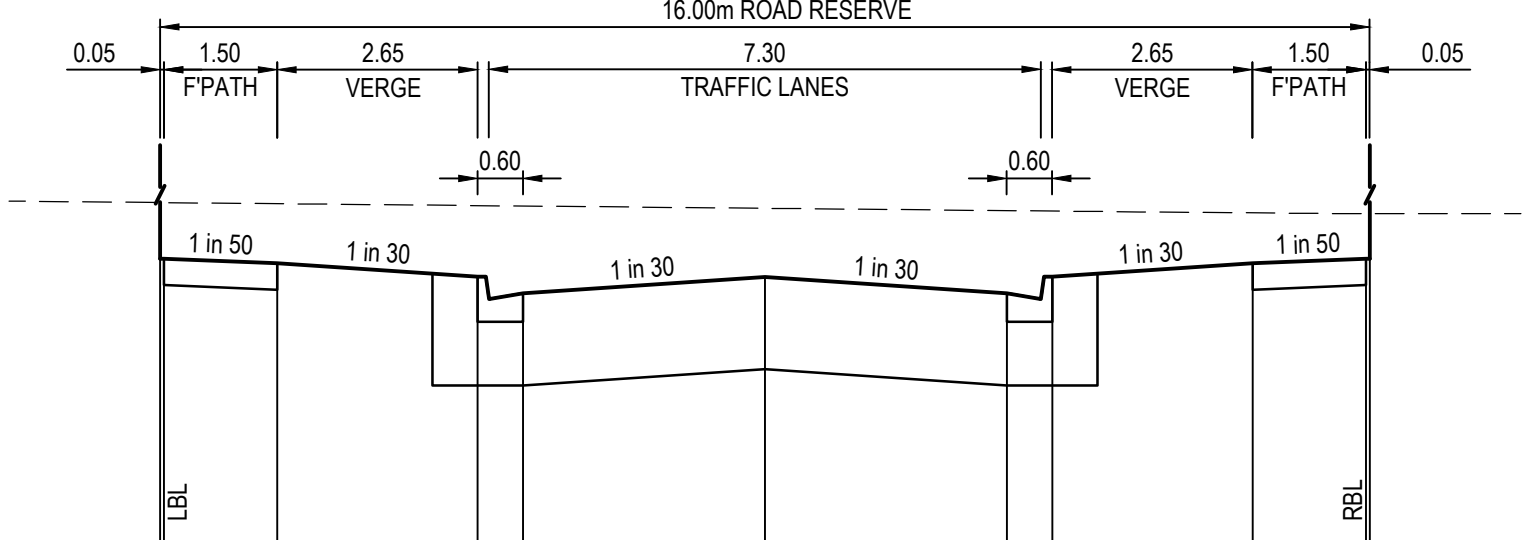 16.00m ROAD RESERVE
0.05 1.50 2.65 7.30 2.65 1.50 0.05
F'PATH VERGE TRAFFIC LANES VERGE F'PATH
0.60 0.60
1 in 50 1 in 30 1 in 30 1 in 30 1 in 30 1 in 50
LBL RBL